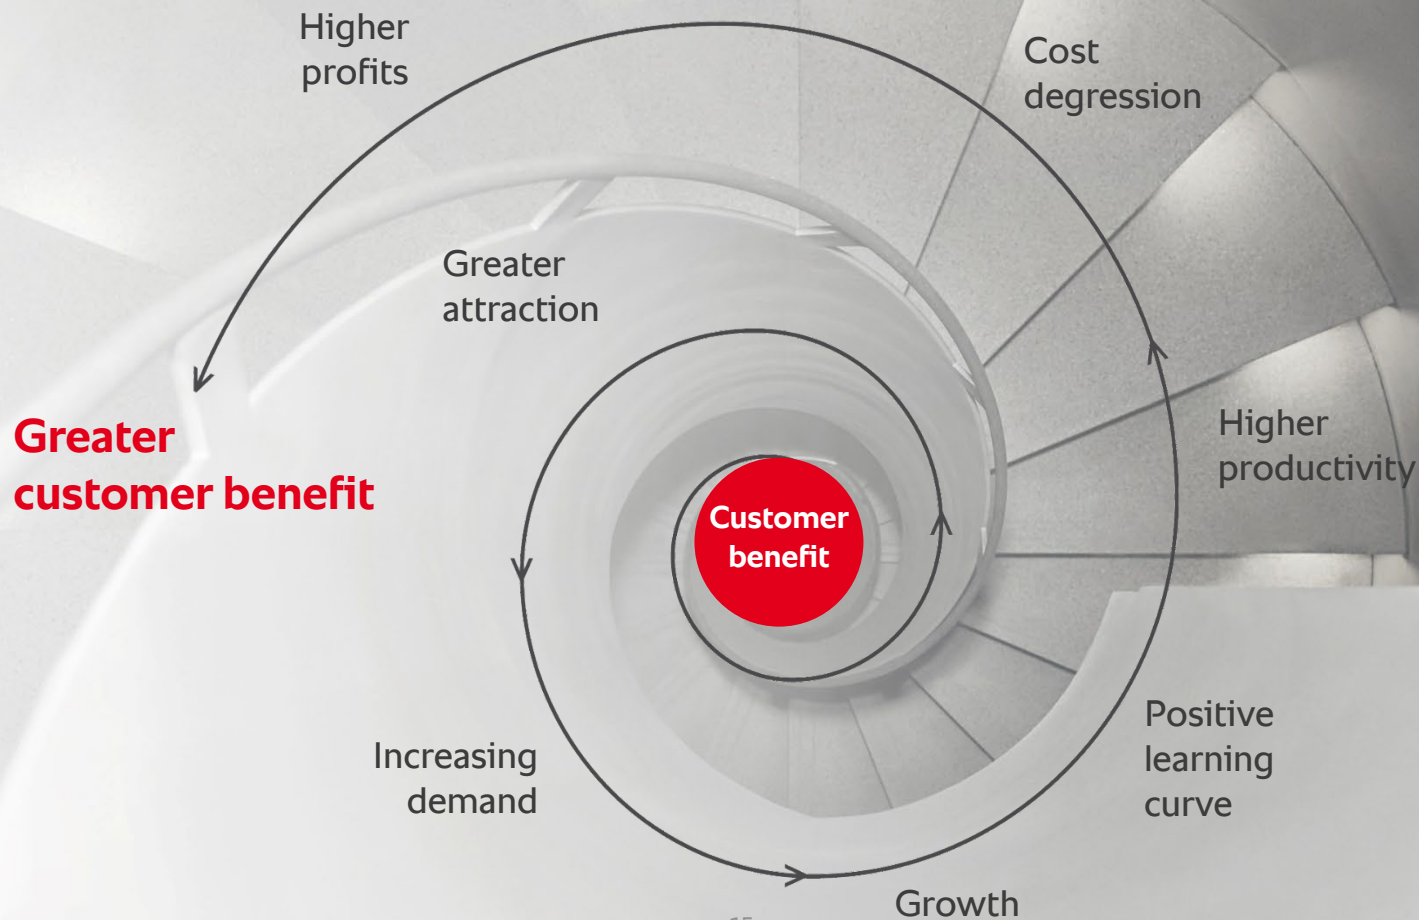 Higher
profits
Cost
degression
Greater
attraction
Greater
customer benefit
Higher
productivity
Customer
benefit
Increasing
demand
Positive
learning
curve
Growth